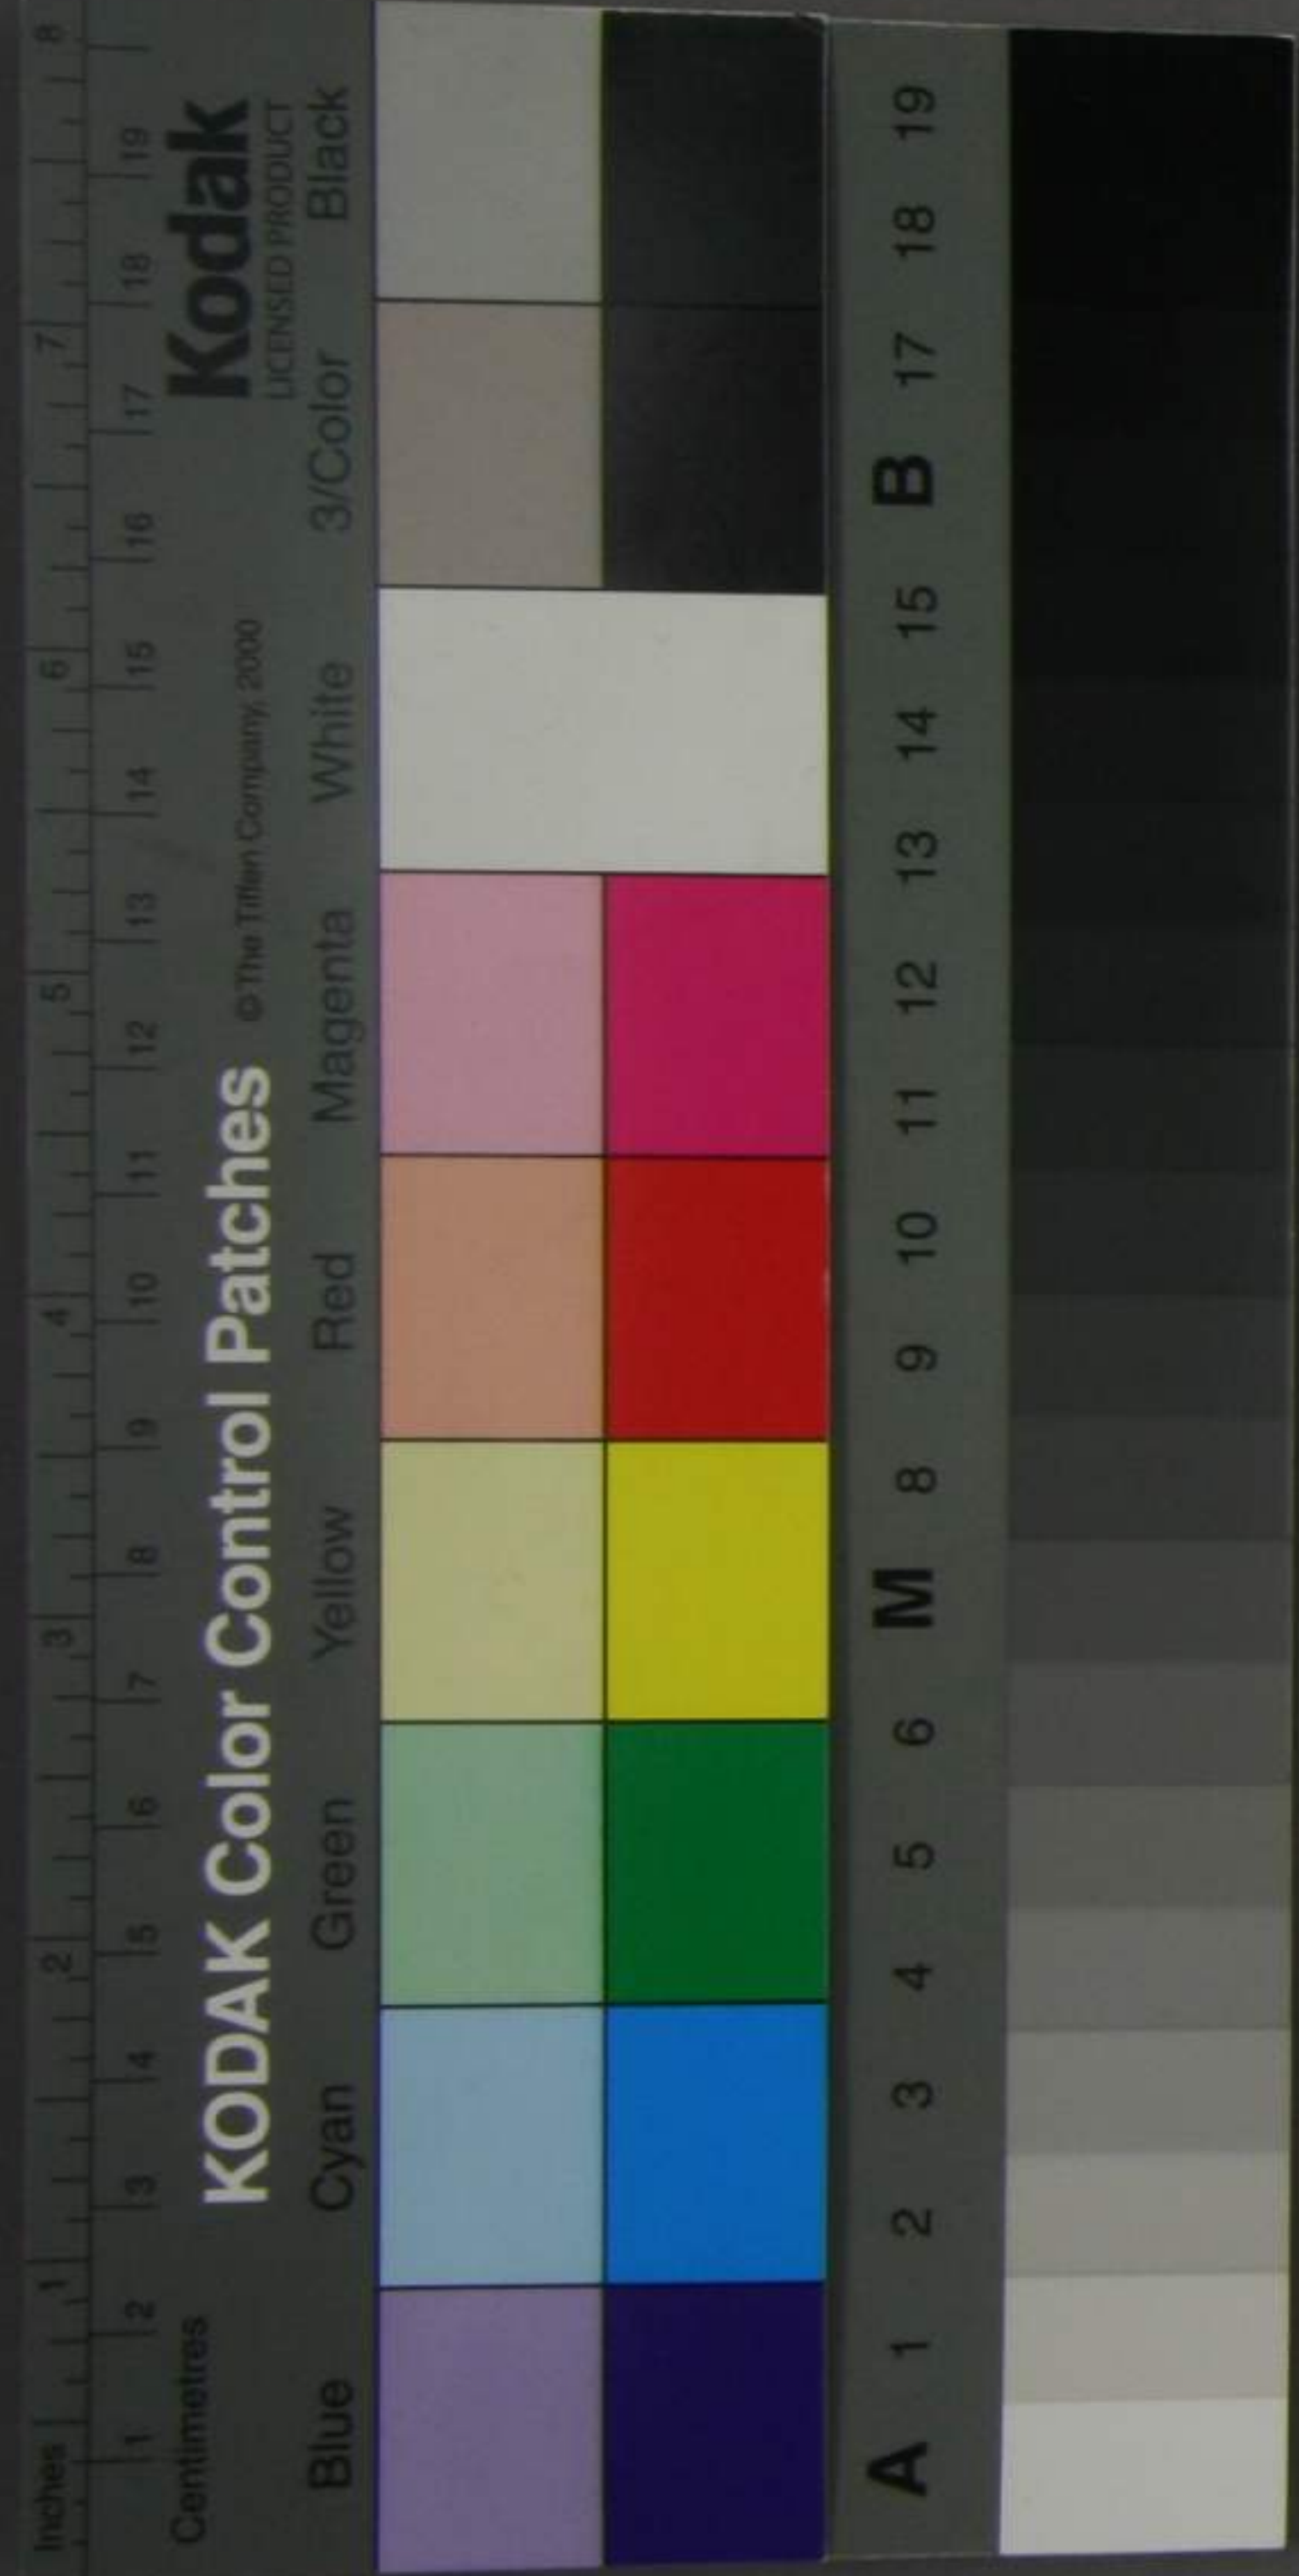 Inches 1 2 3 4 5 6 7 8
1 2 3 4 5 6 7 8 9 10 11 12 13 14 15 16 17 18 19
Centimetres
KODAK Color Control Patches ©The Tiffen Company, 2000
Kodak
LICENSED PRODUCT
Blue Cyan Green Yellow Red Magenta White 3/Color Black
A 1 2 3 4 5 6 M 8 9 10 11 12 13 14 15 B 17 18 19